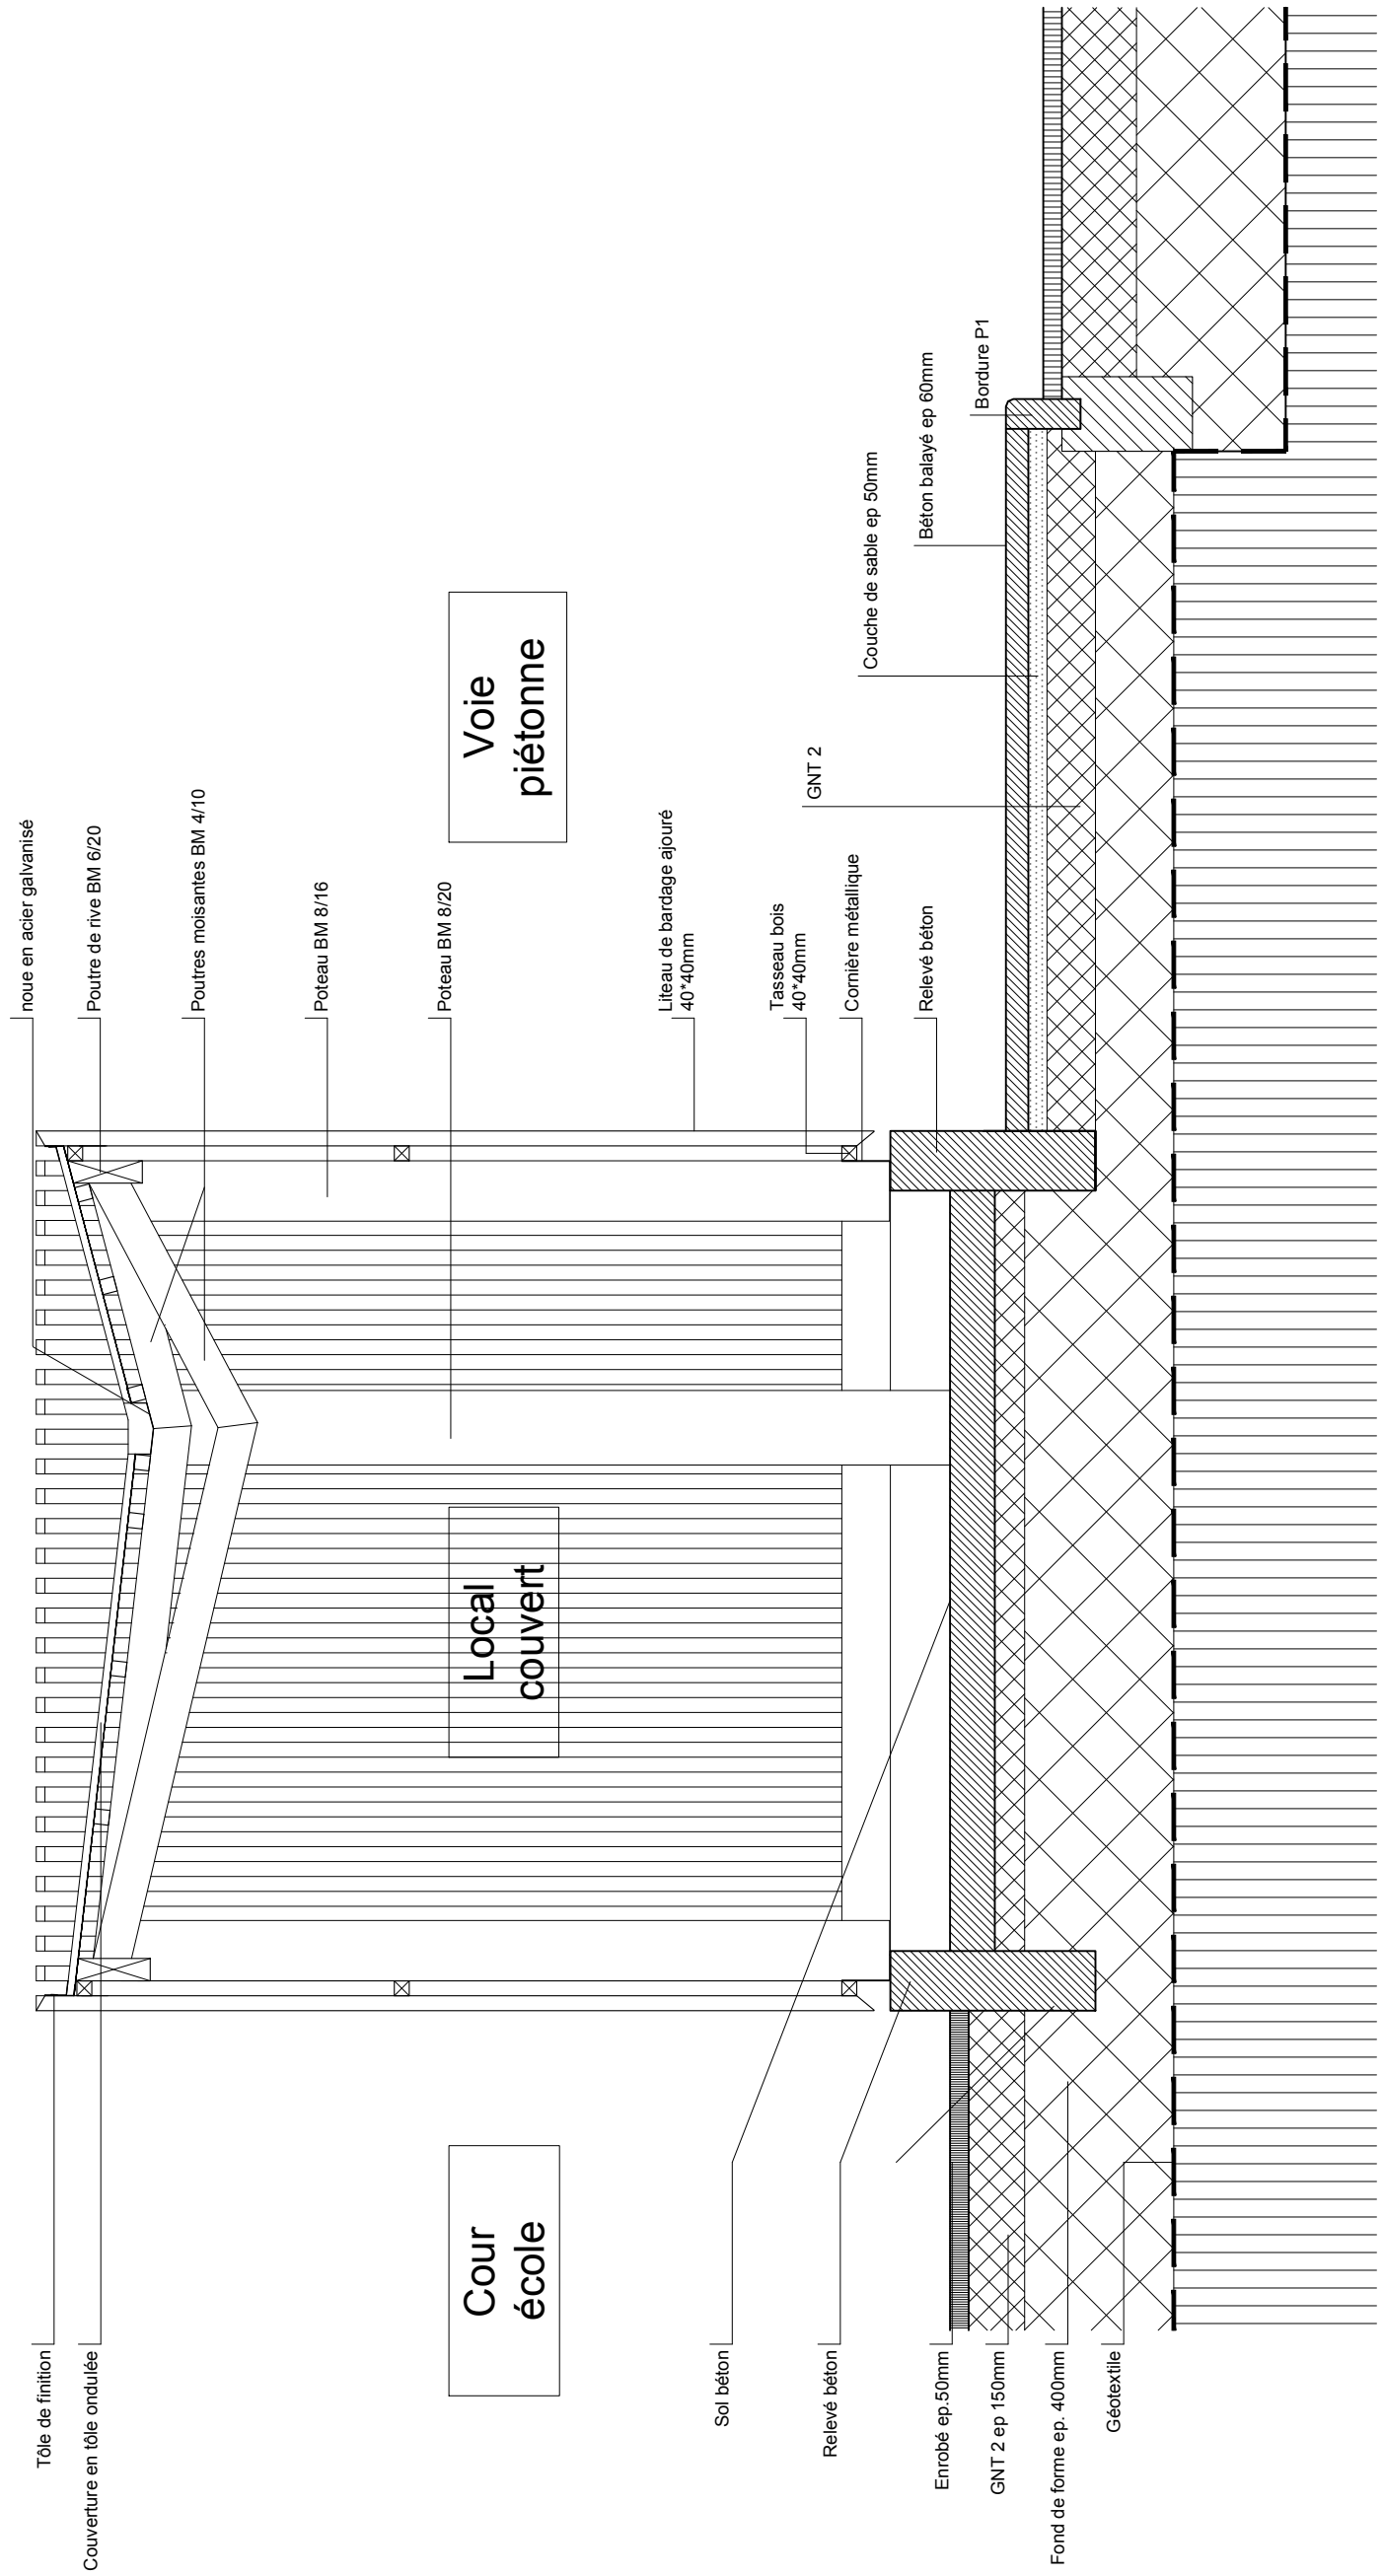 Tôle de finition
Couverture en tôle ondulée
Cour
école
Sol béton
Relevé béton
Enrobé ep.50mm
GNT 2 ep 150mm
Fond de forme ep. 400mm
Géotextile
Local
couvert
noue en acier galvanisé
Poutre de rive BM 6/20
Poutres moisantes BM 4/10
Poteau BM 8/16
Poteau BM 8/20
Liteau de bardage ajouré
40*40mm
Tasseau bois
40*40mm
Cornière métallique
Relevé béton
Voie
piétonne
GNT 2
Couche de sable ep 50mm
Béton balayé ep 60mm
Bordure P1